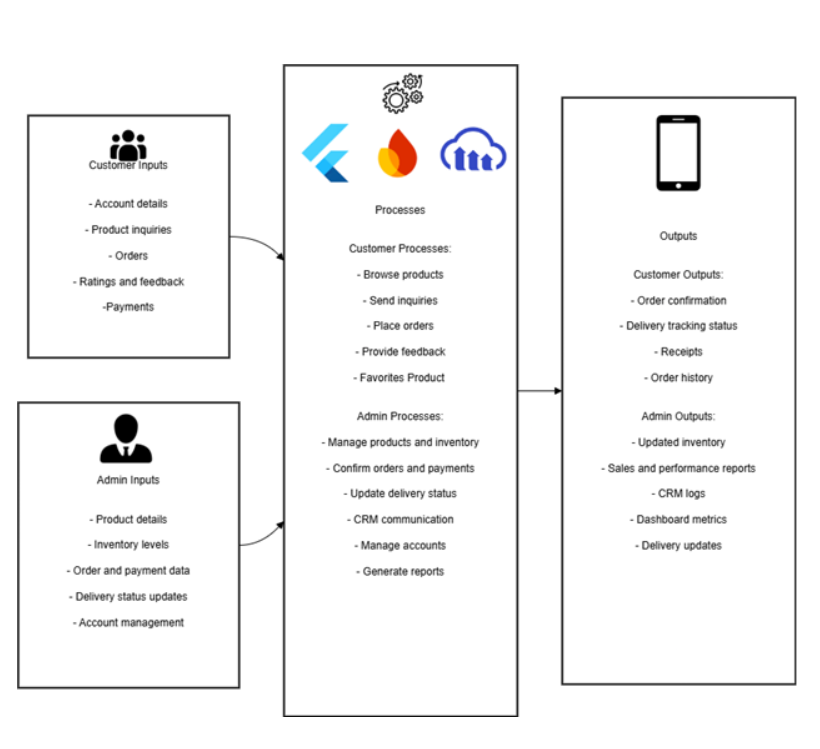 Customer Inputs
- Account details
- Product inquiries
- Orders
- Ratings and feedback
-Payments
Admin Inputs
- Product details
- Inventory levels
- Order and payment data
- Delivery status updates
- Account management
Processes
Customer Processes:
- Browse products
- Send inquiries
- Place orders
- Provide feedback
- Favorites Product
Admin Processes:
- Manage products and inventory
- Confirm orders and payments
- Update delivery status
- CRM communication
- Manage accounts
- Generate reports
Outputs
Customer Outputs:
- Order confirmation
- Delivery tracking status
- Receipts
- Order history
Admin Outputs:
- Updated inventory
- Sales and performance reports
- CRM logs
- Dashboard metrics
- Delivery updates